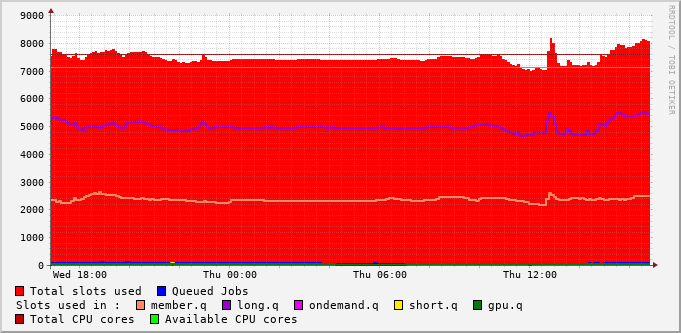 RRDTOOL / TOBI OETIKER
9000
8000
7000
6000
5000
4000
3000
2000
1000
0
Wed 18:00 Thu 00:00 Thu 06:00 Thu 12:00
Total slots used Queued Jobs
Slots used in : member.q long.q ondemand.q short.q gpu.q
Total CPU cores Available CPU cores